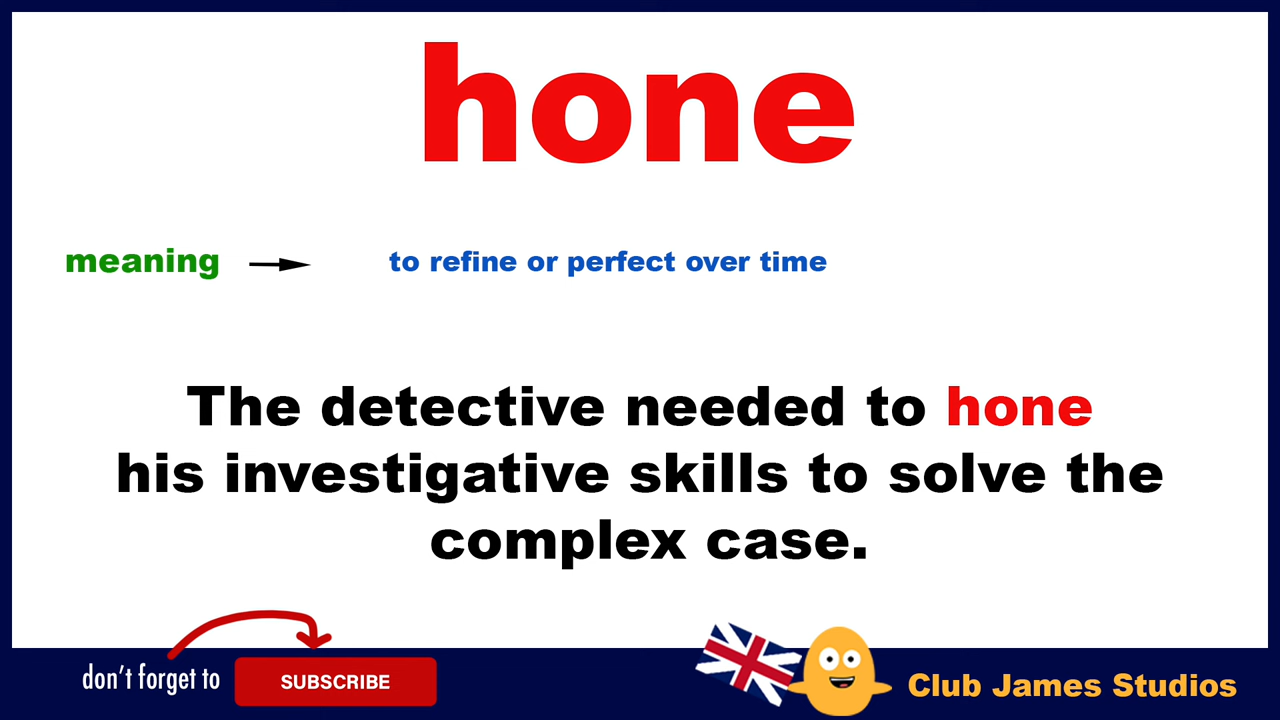 hone
meaning
to refine or perfect over time
The detective needed to hone
his investigative skills to solve the
complex case.
don't forget to
SUBSCRIBE
Club James Studios